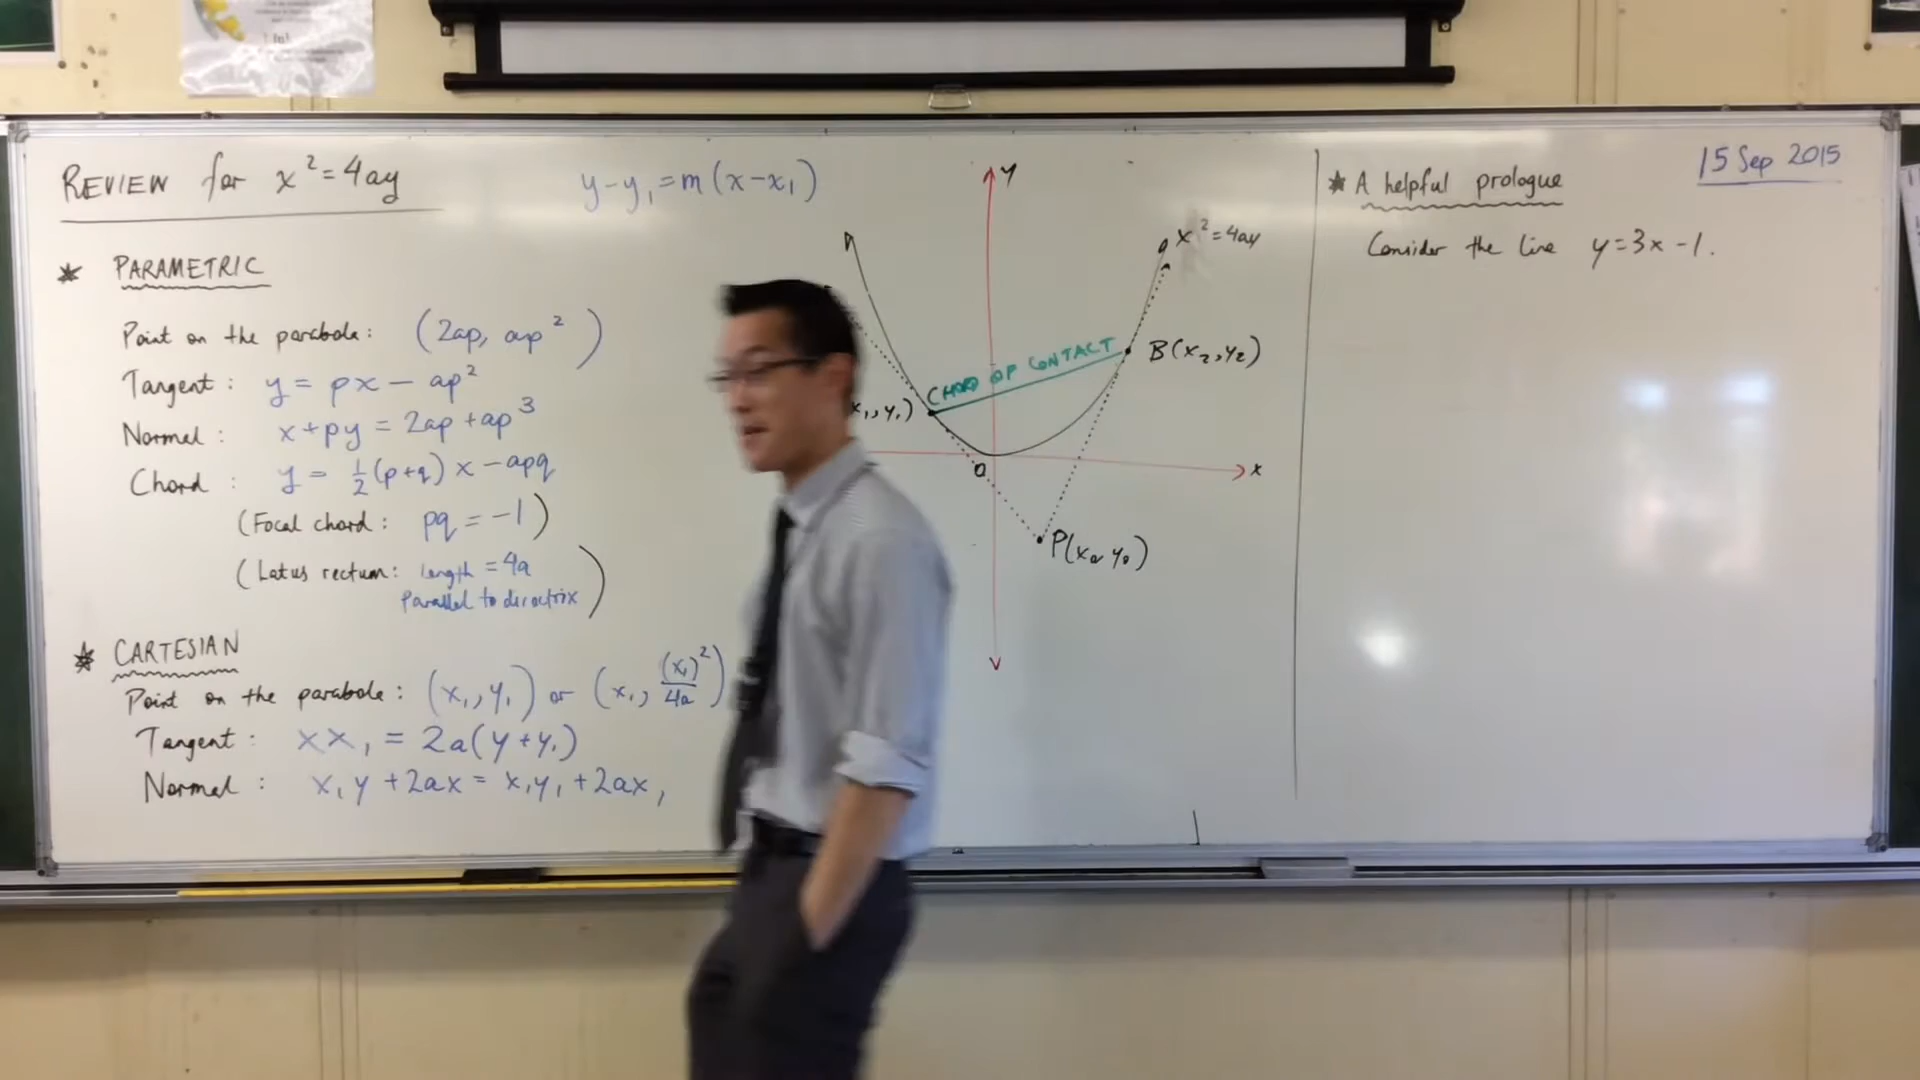 REVIEW for x² = 4ay
y - y₁ = m (x - x₁)
* PARAMETRIC
Point on the parabola: (2ap, ap²)
Tangent: y = px - ap²
Normal: x + py = 2ap + ap³
Chord: y = ½ (p+q) x - apq
(Focal chord: pq = -1)
(Latus rectum: length = 4a
Parallel to directrix)
* CARTESIAN
Point on the parabola: (x₁, y₁) or (x₁, (x₁)²/4a)
Tangent: xx₁ = 2a(y + y₁)
Normal: x₁y + 2ax = x₁y₁ + 2ax₁
y
x² = 4ay
CHORD OF CONTACT
B(x₂, y₂)
x₁, y₁)
O
x
P(x₀, y₀)
15 Sep 2015
* A helpful prologue
Consider the line y = 3x - 1.